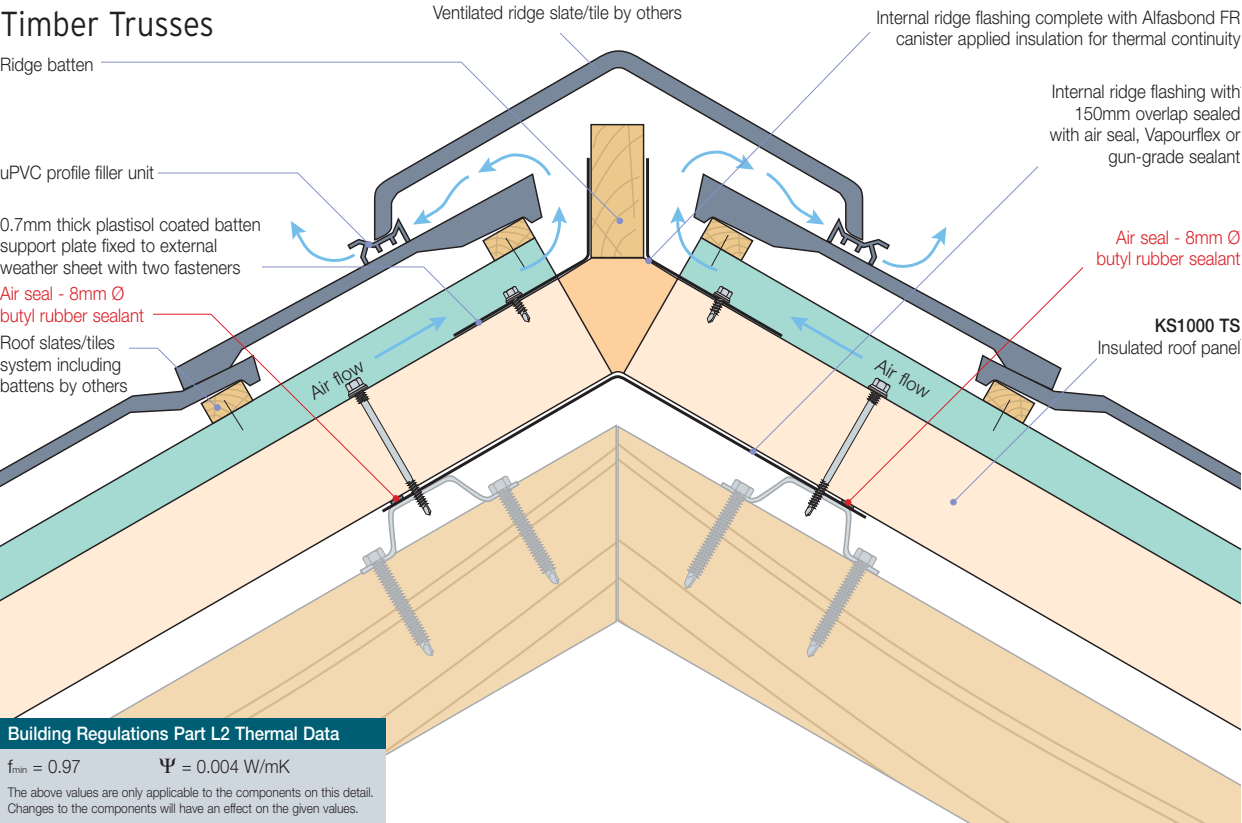 Timber Trusses
Ventilated ridge slate/tile by others
Internal ridge flashing complete with Alfasbond FR
canister applied insulation for thermal continuity
Ridge batten
Internal ridge flashing with
150mm overlap sealed
with air seal, Vapourflex or
gun-grade sealant
uPVC profile filler unit
0.7mm thick plastisol coated batten
support plate fixed to external
weather sheet with two fasteners
Air seal - 8mm Ø
butyl rubber sealant
Air seal - 8mm Ø
butyl rubber sealant
Roof slates/tiles
system including
battens by others
KS1000 TS
Insulated roof panel
Air flow
Air flow
Building Regulations Part L2 Thermal Data
fmin = 0.97 Ψ = 0.004 W/mK
The above values are only applicable to the components on this detail.
Changes to the components will have an effect on the given values.